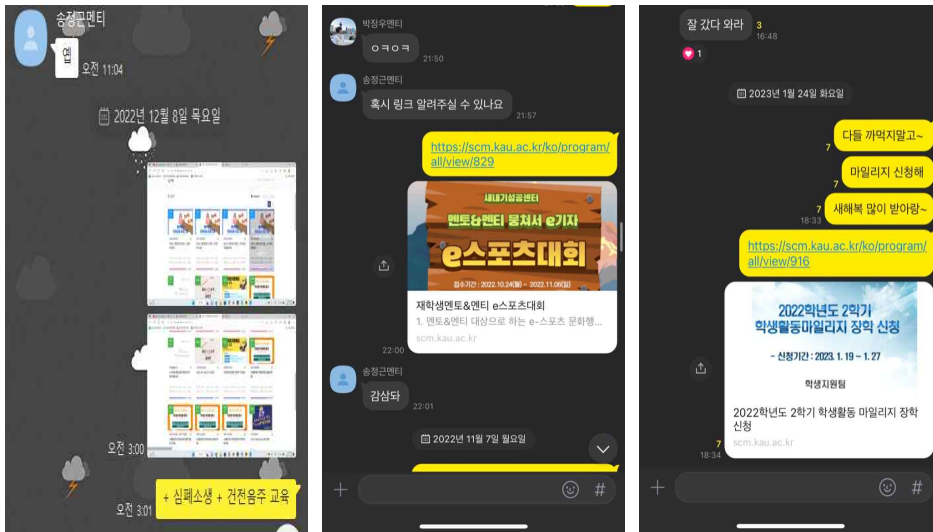 송정근멘티
옙
오전 11:04
2022년 12월 8일 목요일
오전 3:00
+ 심폐소생 + 건전음주 교육
오전 3:01
박장우멘티
ㅇㅋㅇㅋ
21:50
송정근멘티
혹시 링크 알려주실 수 있나요
21:57
https://scm.kau.ac.kr/ko/program/
all/view/829
새내기성공센터
멘토&멘티 뭉쳐서 e기자
e스포츠대회
접수기간 : 2022.10.24(월) ~ 2022.11.06(일)
재학생멘토&멘티 e스포츠대회
1. 멘토&멘티 대상으로 하는 e-스포츠 문화행...
scm.kau.ac.kr
22:00
송정근멘티
감삼돠
22:01
2022년 11월 7일 월요일
+
#
잘 갔다 와라
3
16:48
1
2023년 1월 24일 화요일
다들 까먹지말고~
7
마일리지 신청해
7
새해복 많이 받아랑~
7
18:33
https://scm.kau.ac.kr/ko/program/
all/view/916
2022학년도 2학기
학생활동마일리지 장학 신청
- 신청기간 : 2023. 1. 19 ~ 1. 27
학생지원팀
2022학년도 2학기 학생활동 마일리지 장학
신청
scm.kau.ac.kr
7
18:34
+
#